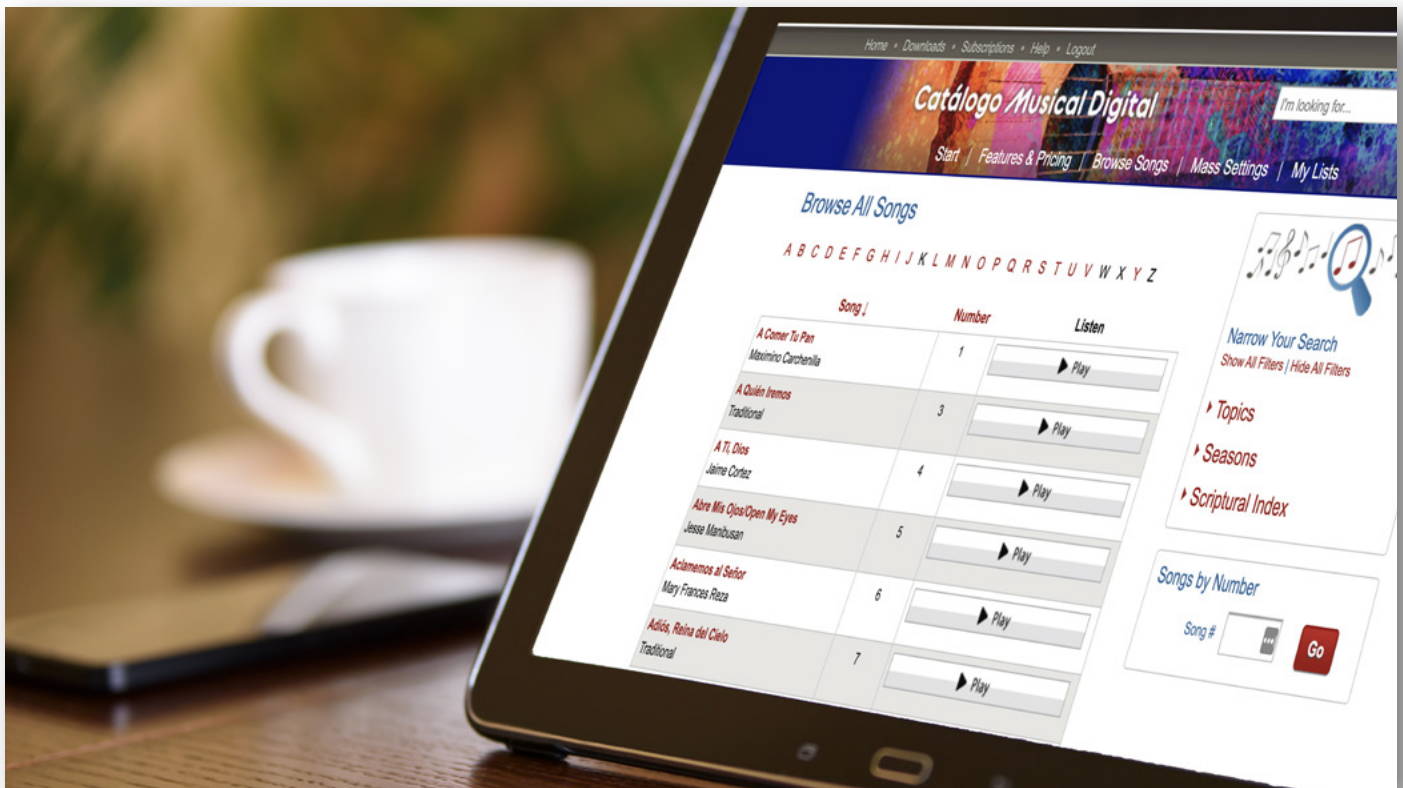 Home • Downloads • Subscriptions • Help • Logout
Catálogo Musical Digital
I'm looking for...
Start | Features & Pricing | Browse Songs | Mass Settings | My Lists
Browse All Songs
A B C D E F G H I J K L M N O P Q R S T U V W X Y Z
Song ↓ Number Listen
A Comer Tu Pan
Maximino Carchenilla
1
Play
A Quién Iremos
Traditional
3
Play
A Ti, Dios
Jaime Cortez
4
Play
Abre Mis Ojos/Open My Eyes
Jesse Manibusan
5
Play
Aclamemos al Señor
Mary Frances Reza
6
Play
Adiós, Reina del Cielo
Traditional
7
Play
Narrow Your Search
Show All Filters | Hide All Filters
Topics
Seasons
Scriptural Index
Songs by Number
Song #
Go